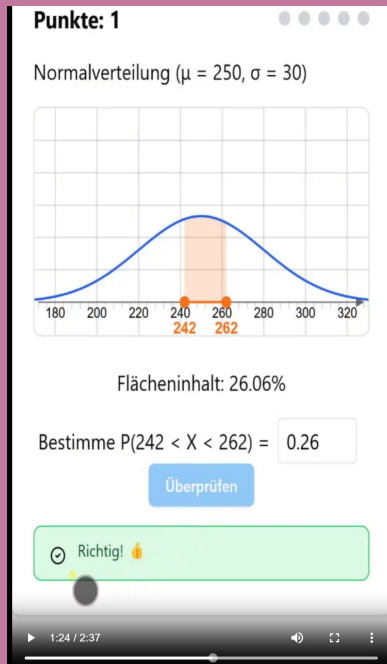 Punkte: 1
Normalverteilung (μ = 250, σ = 30)
180 200 220 240 260 280 300 320
242 262
Flächeninhalt: 26.06%
Bestimme P(242 < X < 262) = 0.26
Überprüfen
Richtig! 👍
1:24 / 2:37